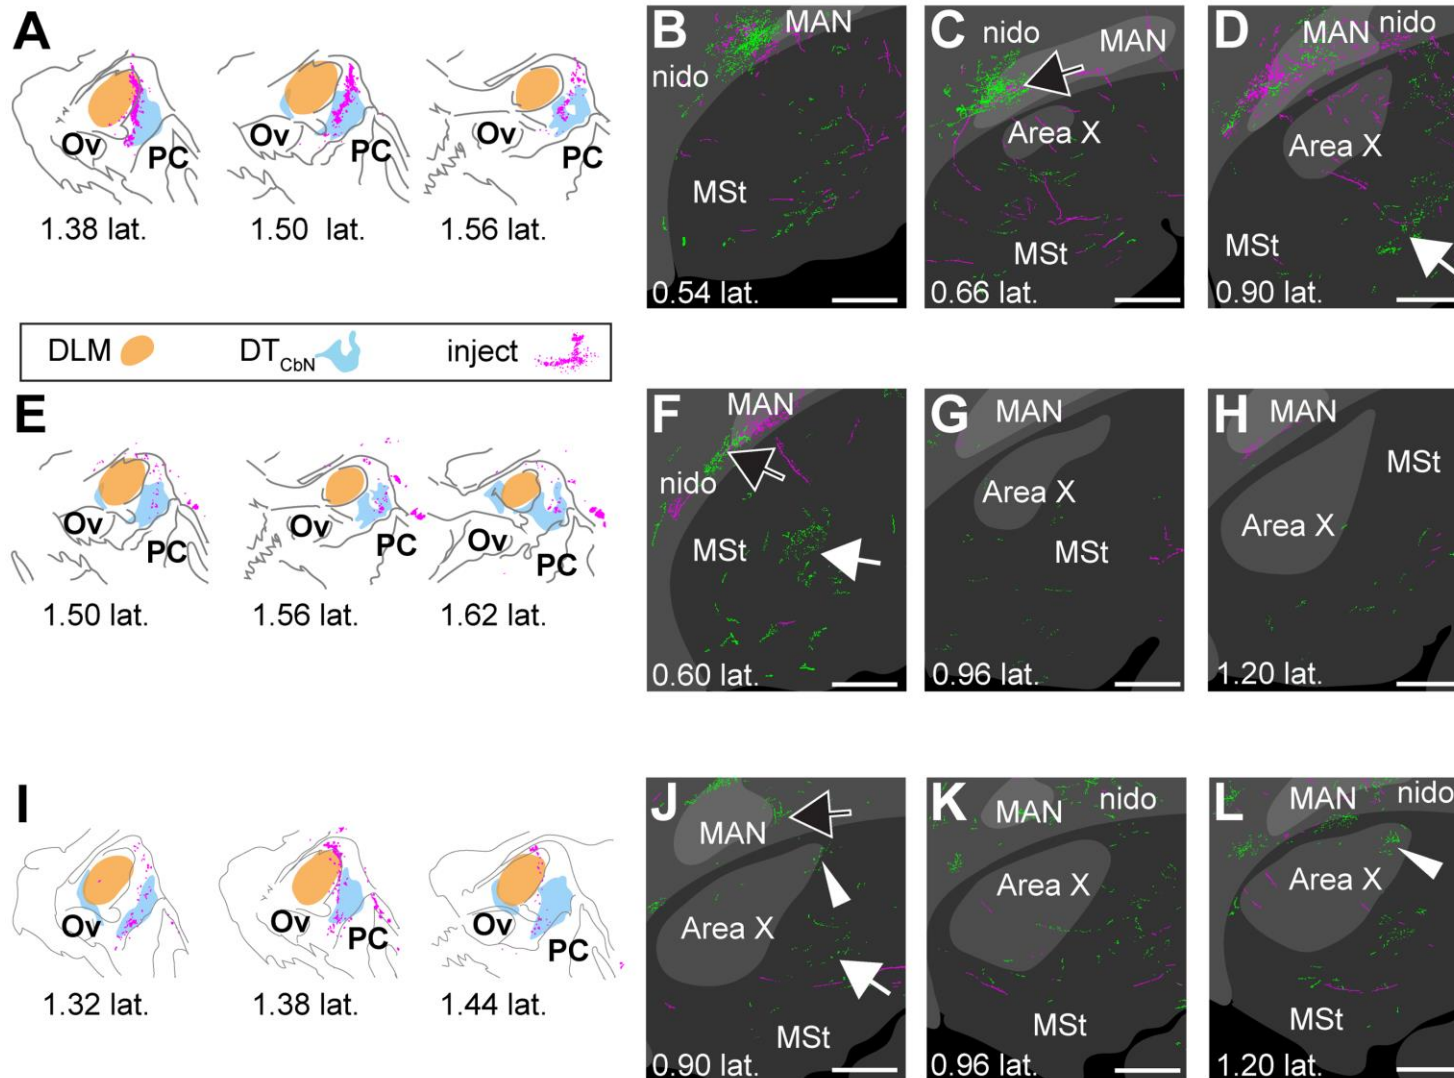 A
Ov
PC
1.38 lat.
Ov
PC
1.50 lat.
PC
1.56 lat.
B
MAN
nido
MSt
0.54 lat.
C
nido
MAN
Area X
MSt
0.66 lat.
D
nido
MAN
Area X
MSt
0.90 lat.
DLM
DT CbN
inject
E
Ov
PC
1.50 lat.
Ov
PC
1.56 lat.
Ov
PC
1.62 lat.
F
MAN
nido
MSt
0.60 lat.
G
MAN
Area X
MSt
0.96 lat.
H
MAN
MSt
Area X
1.20 lat.
I
Ov
1.32 lat.
Ov
PC
1.38 lat.
PC
1.44 lat.
J
MAN
Area X
MSt
0.90 lat.
K
nido
MAN
Area X
MSt
0.96 lat.
L
MAN
nido
Area X
MSt
1.20 lat.